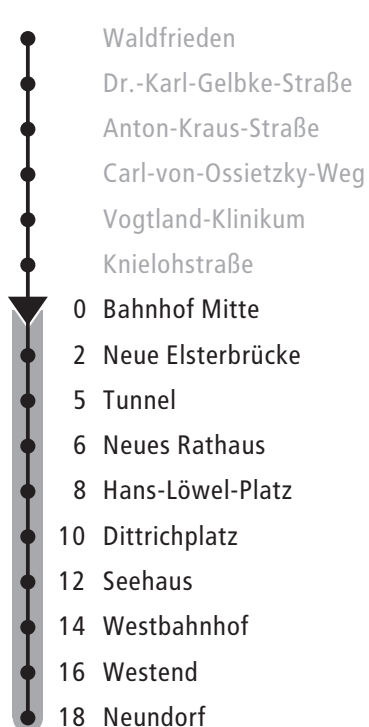 Waldfrieden
Dr.-Karl-Gelbke-Straße
Anton-Kraus-Straße
Carl-von-Ossietzky-Weg
Vogtland-Klinikum
Knielohstraße
0 Bahnhof Mitte
2 Neue Elsterbrücke
5 Tunnel
6 Neues Rathaus
8 Hans-Löwel-Platz
10 Dittrichplatz
12 Seehaus
14 Westbahnhof
16 Westend
18 Neundorf